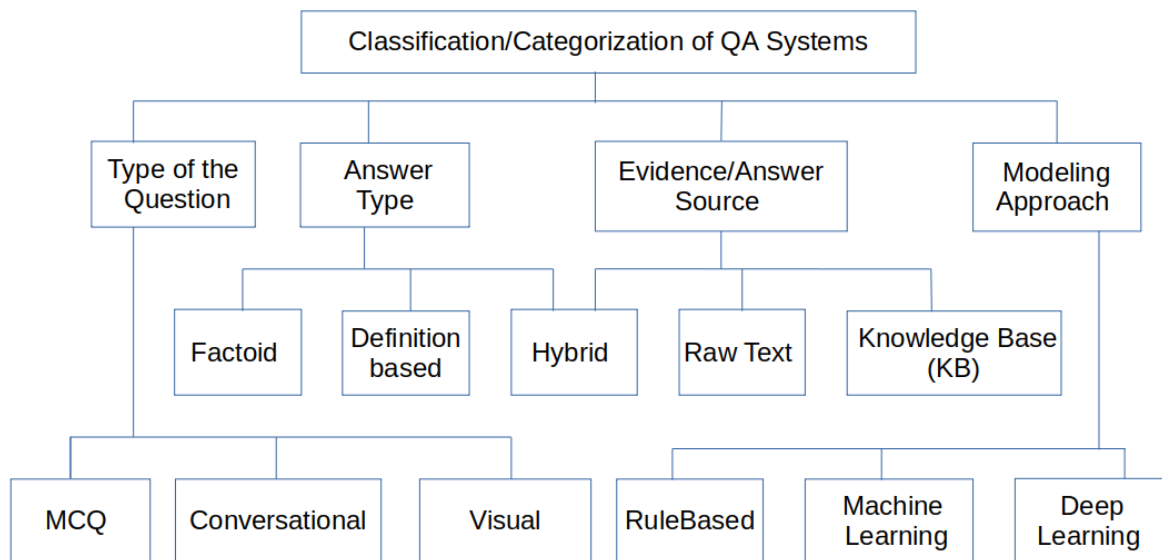 Classification/Categorization of QA Systems
Type of the
Question
Answer
Type
Evidence/Answer
Source
Modeling
Approach
Factoid
Definition
based
Hybrid
Raw Text
Knowledge Base
(KB)
MCQ
Conversational
Visual
RuleBased
Machine
Learning
Deep
Learning